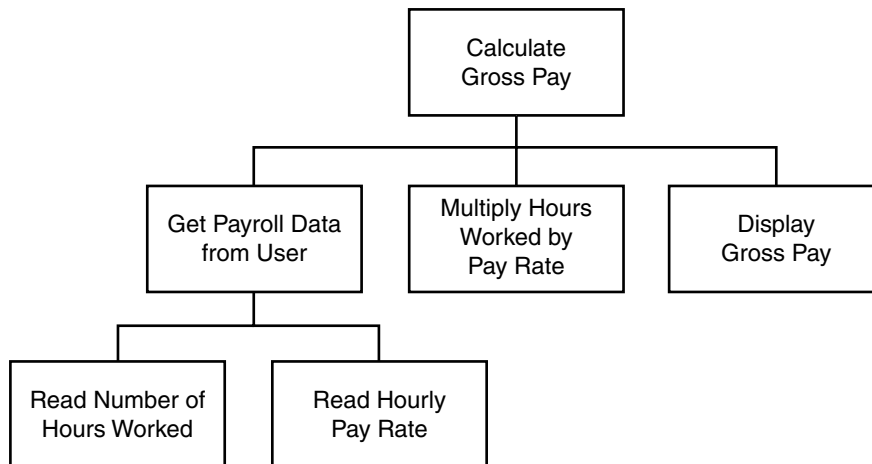 Calculate
Gross Pay
Get Payroll Data
from User
Multiply Hours
Worked by
Pay Rate
Display
Gross Pay
Read Number of
Hours Worked
Read Hourly
Pay Rate